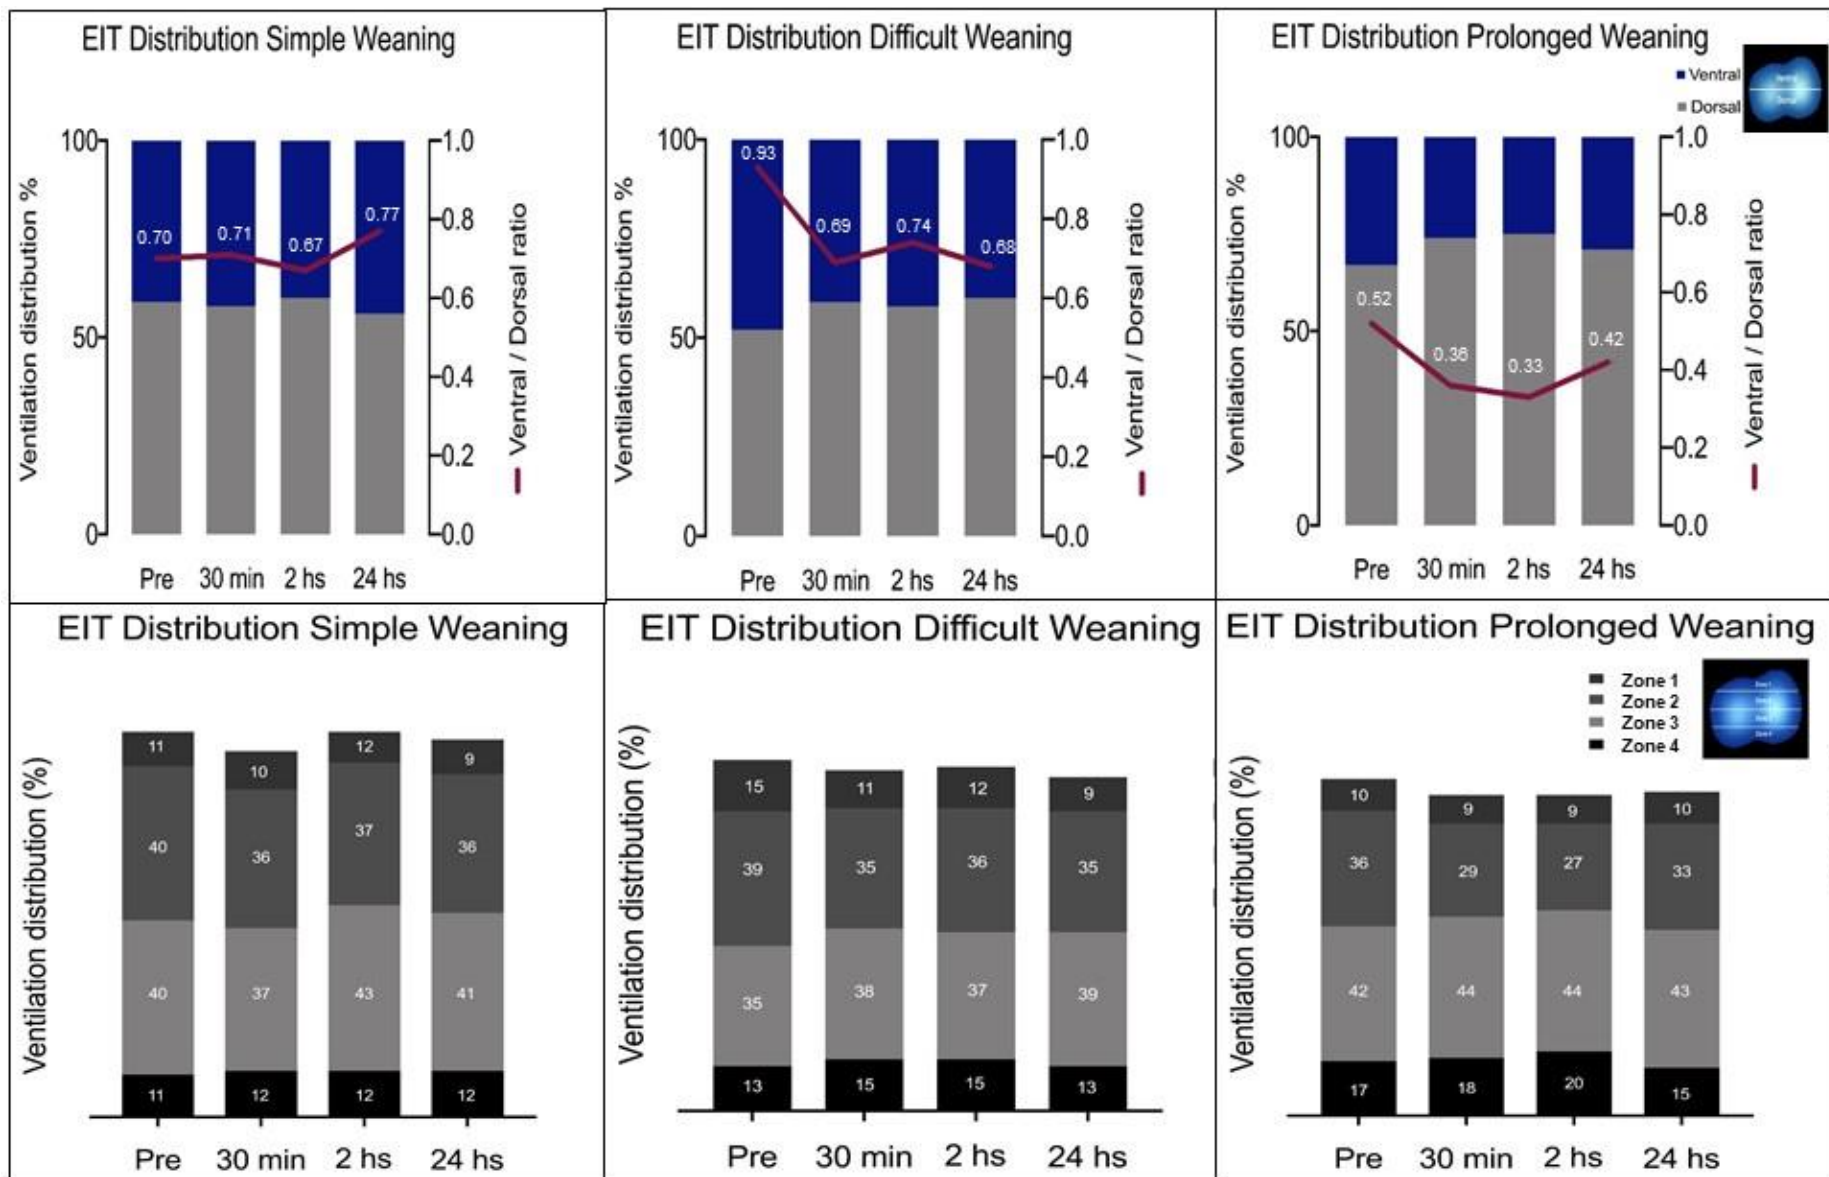 EIT Distribution Simple Weaning
100
50
0
Ventilation distribution %
0.70
0.71
0.67
0.77
1.0
0.8
0.6
0.4
0.2
0.0
Ventral / Dorsal ratio
Pre 30 min 2 hs 24 hs
EIT Distribution Difficult Weaning
100
50
0
Ventilation distribution %
0.93
0.69
0.74
0.68
1.0
0.8
0.6
0.4
0.2
0.0
Ventral / Dorsal ratio
Pre 30 min 2 hs 24 hs
EIT Distribution Prolonged Weaning
Ventral
Dorsal
Ventral
Dorsal
100
50
0
Ventilation distribution %
0.52
0.36
0.33
0.42
1.0
0.8
0.6
0.4
0.2
0.0
Ventral / Dorsal ratio
Pre 30 min 2 hs 24 hs
EIT Distribution Simple Weaning
Ventilation distribution (%)
11 10 12 9
40 36 37 36
40 37 43 41
11 12 12 12
Pre 30 min 2 hs 24 hs
EIT Distribution Difficult Weaning
Ventilation distribution (%)
15 11 12 9
39 35 36 35
35 38 37 39
13 15 15 13
Pre 30 min 2 hs 24 hs
EIT Distribution Prolonged Weaning
Zone 1
Zone 2
Zone 3
Zone 4
Ventilation distribution (%)
10 9 9 10
36 29 27 33
42 44 44 43
17 18 20 15
Pre 30 min 2 hs 24 hs